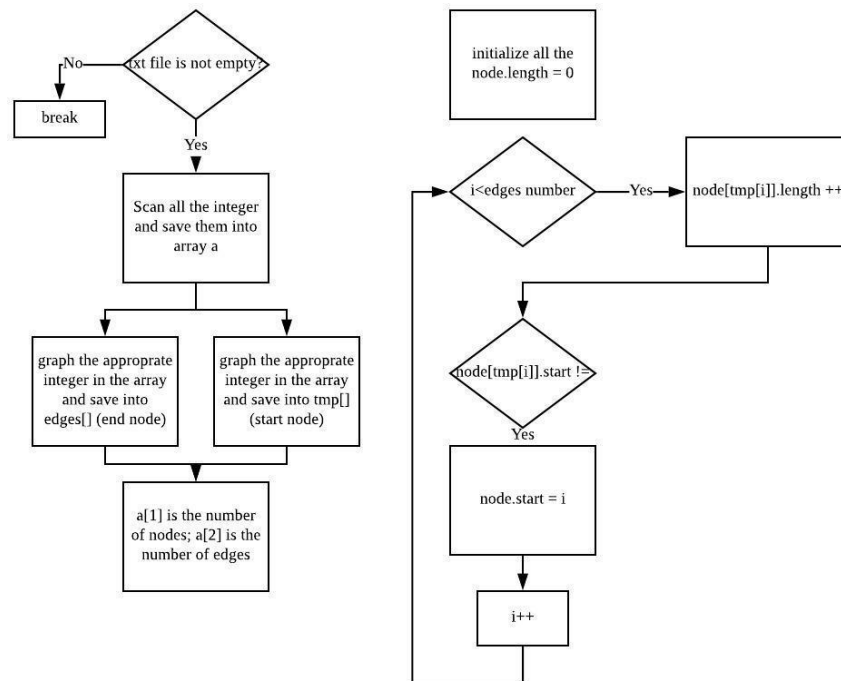 txt file is not empty?
No
break
Yes
Scan all the integer
and save them into
array a
graph the approprate
integer in the array
and save into
edges[] (end node)
graph the approprate
integer in the array
and save into tmp[]
(start node)
a[1] is the number
of nodes; a[2] is the
number of edges
initialize all the
node.length = 0
i<edges number
Yes
node[tmp[i]].length ++
node[tmp[i]].start !=
Yes
node.start = i
i++